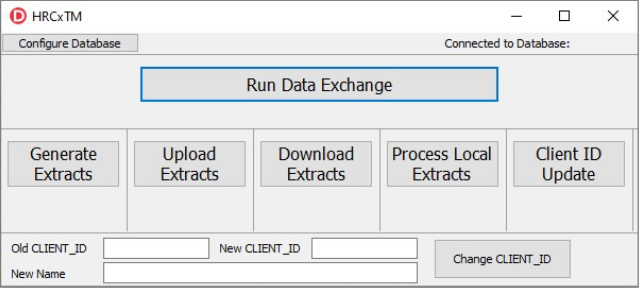 D HRCxTM
Configure Database Connected to Database:
Run Data Exchange
Generate Upload Download Process Local Client ID
Extracts Extracts Extracts Extracts Update
Old CLIENT_ID New CLIENT_ID Change CLIENT_ID
New Name